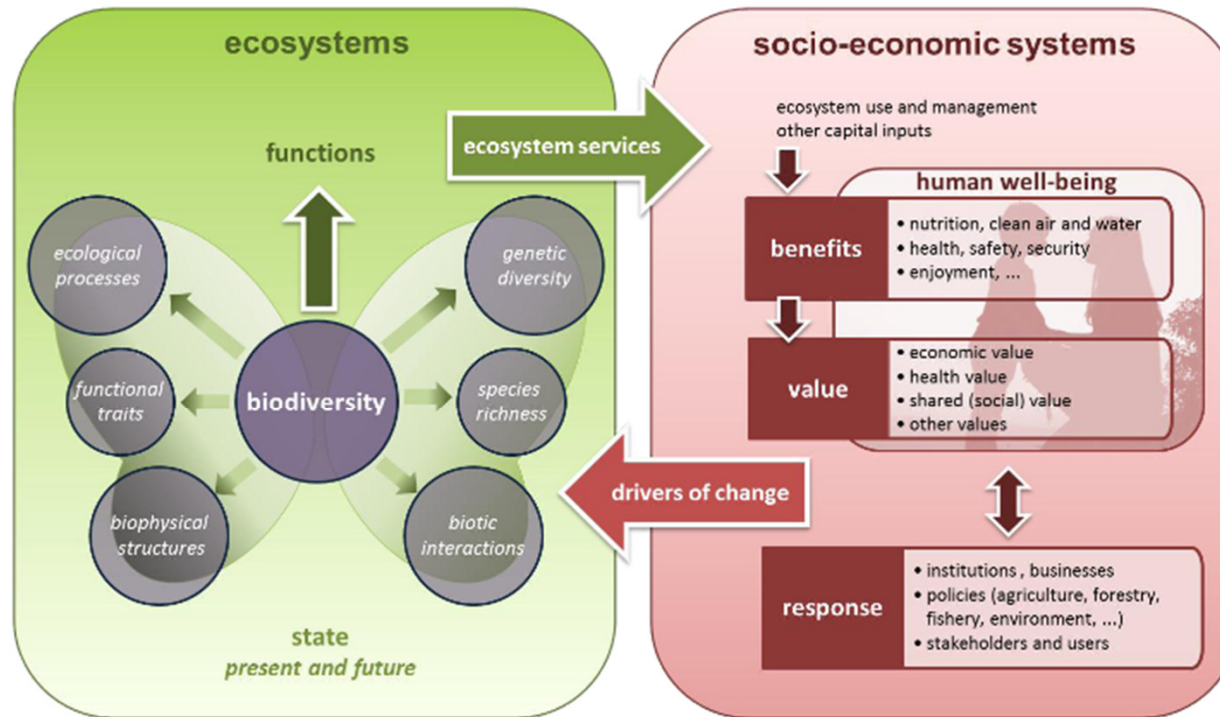 ecosystems
functions
ecological
processes
genetic
diversity
functional
traits
biodiversity
species
richness
biophysical
structures
biotic
interactions
state
present and future
ecosystem services
drivers of change
socio-economic systems
ecosystem use and management
other capital inputs
human well-being
benefits
• nutrition, clean air and water
• health, safety, security
• enjoyment, ...
value
• economic value
• health value
• shared (social) value
• other values
response
• institutions , businesses
• policies (agriculture, forestry,
fishery, environment, ...)
• stakeholders and users